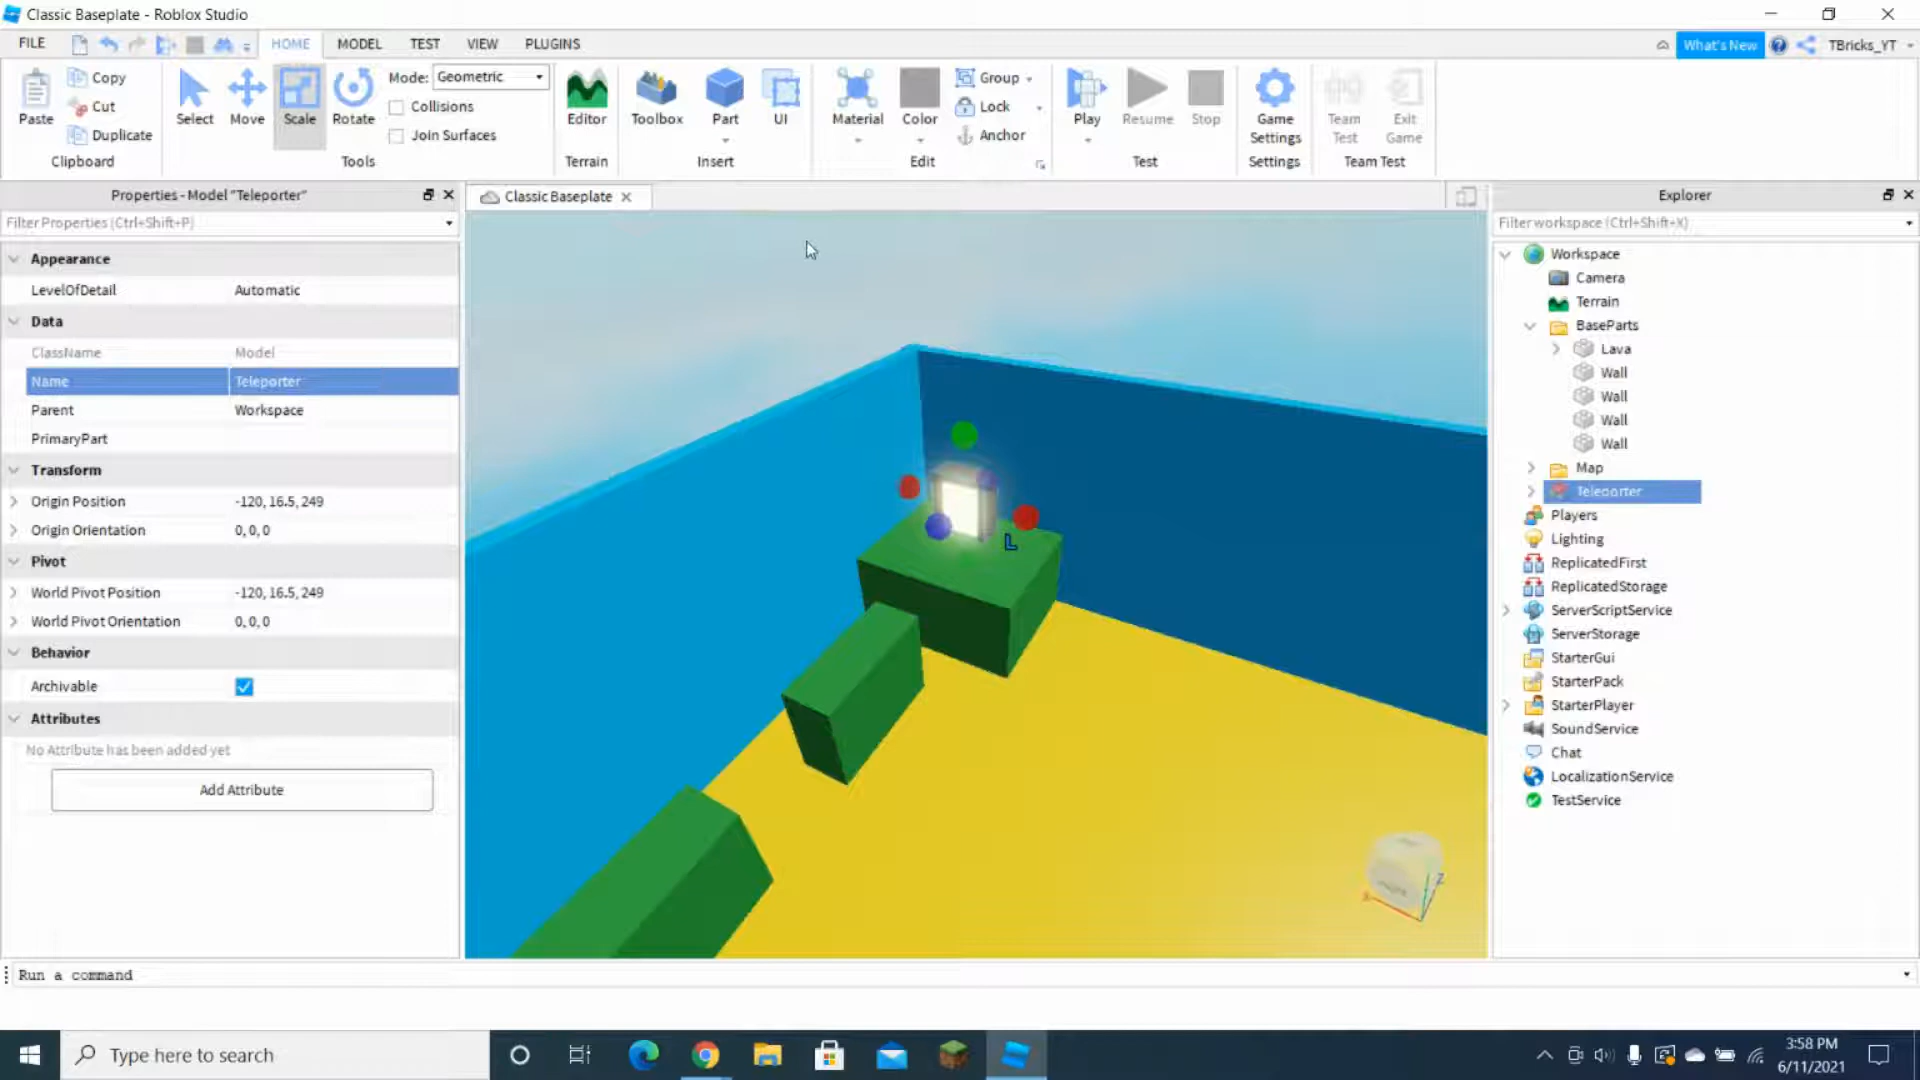 Classic Baseplate - Roblox Studio
FILE HOME MODEL TEST VIEW PLUGINS What's New TBricks_YT
Paste Copy Cut Duplicate
Clipboard
Select Move Scale Rotate
Mode: Geometric
Collisions
Join Surfaces
Tools
Editor
Terrain
Toolbox Part UI
Insert
Material Color
Group
Lock
Anchor
Edit
Play Resume Stop
Test
Game Settings
Settings
Team Test Exit Game
Team Test
Properties - Model "Teleporter"
Filter Properties (Ctrl+Shift+P)
Appearance
LevelOfDetail Automatic
Data
ClassName Model
Name Teleporter
Parent Workspace
PrimaryPart
Transform
Origin Position -120, 16.5, 249
Origin Orientation 0, 0, 0
Pivot
World Pivot Position -120, 16.5, 249
World Pivot Orientation 0, 0, 0
Behavior
Archivable
Attributes
No Attribute has been added yet
Add Attribute
Classic Baseplate
L
Z
X
Explorer
Filter workspace (Ctrl+Shift+X)
Workspace
Camera
Terrain
BaseParts
Lava
Wall
Wall
Wall
Wall
Map
Teleporter
Players
Lighting
ReplicatedFirst
ReplicatedStorage
ServerScriptService
ServerStorage
StarterGui
StarterPack
StarterPlayer
SoundService
Chat
LocalizationService
TestService
Run a command
Type here to search
3:58 PM
6/11/2021